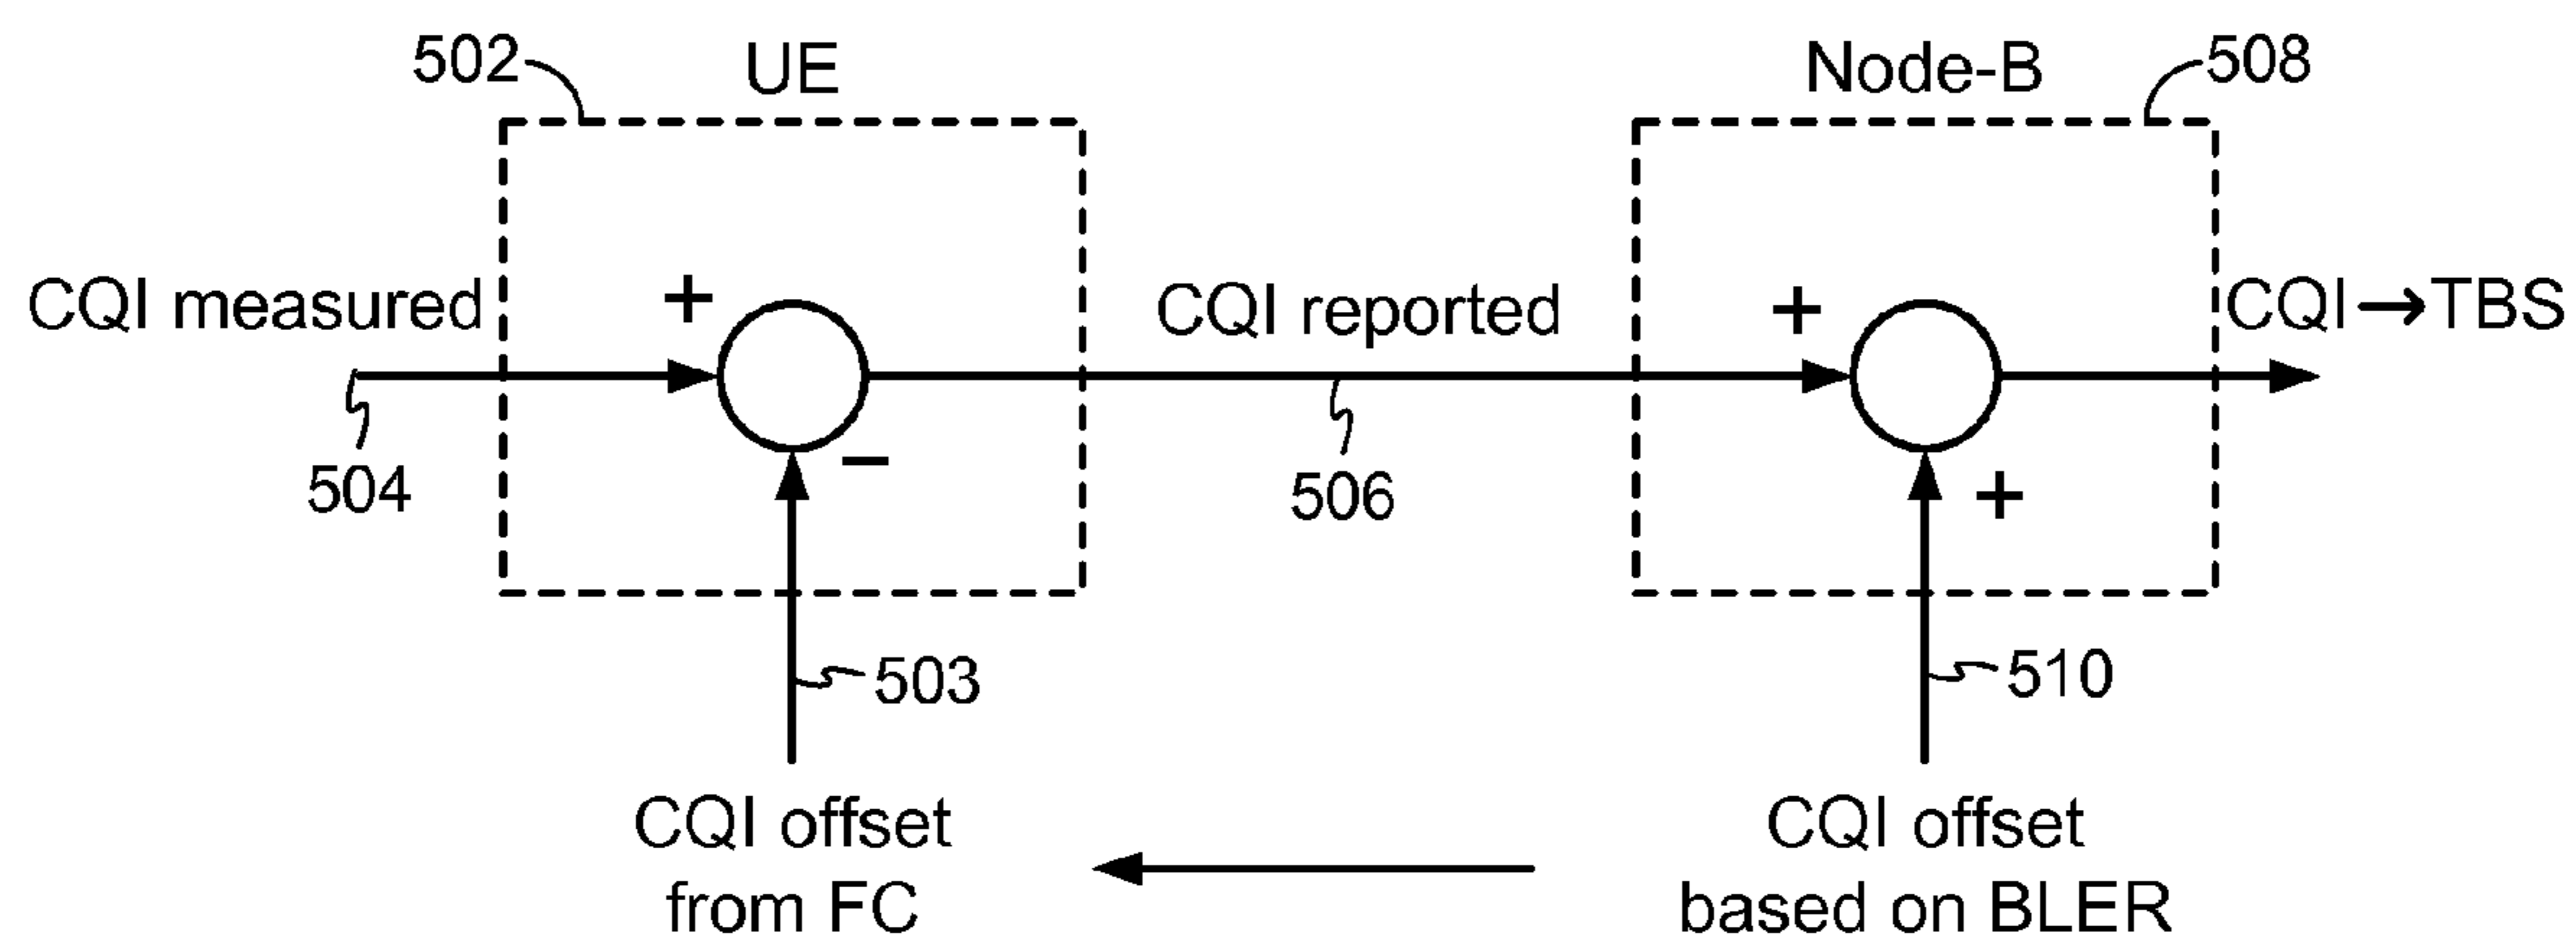 502
UE
Node-B
508
CQI measured
+
CQI reported
+
CQI → TBS
504
−
506
+
503
510
CQI offset
from FC
CQI offset
based on BLER